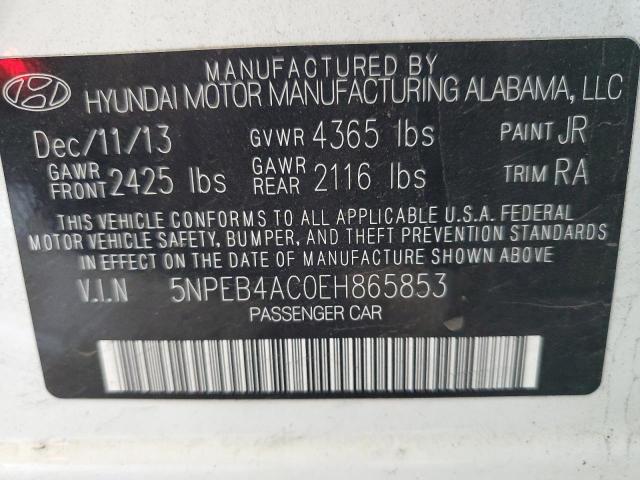 MANUFACTURED BY
HYUNDAI MOTOR MANUFACTURING ALABAMA, LLC
Dec/11/13 GVWR 4365 lbs PAINT JR
GAWR FRONT 2425 lbs GAWR REAR 2116 lbs TRIM RA
THIS VEHICLE CONFORMS TO ALL APPLICABLE U.S.A. FEDERAL
MOTOR VEHICLE SAFETY, BUMPER, AND THEFT PREVENTION STANDARDS
IN EFFECT ON THE DATE OF MANUFACTURE SHOWN ABOVE
V.I.N 5NPEB4AC0EH865853
PASSENGER CAR